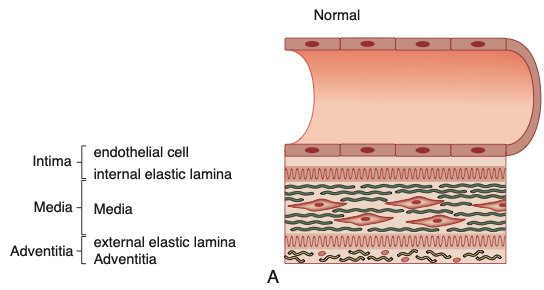 Normal
Intima
endothelial cell
internal elastic lamina
Media
Media
Adventitia
external elastic lamina
Adventitia
A